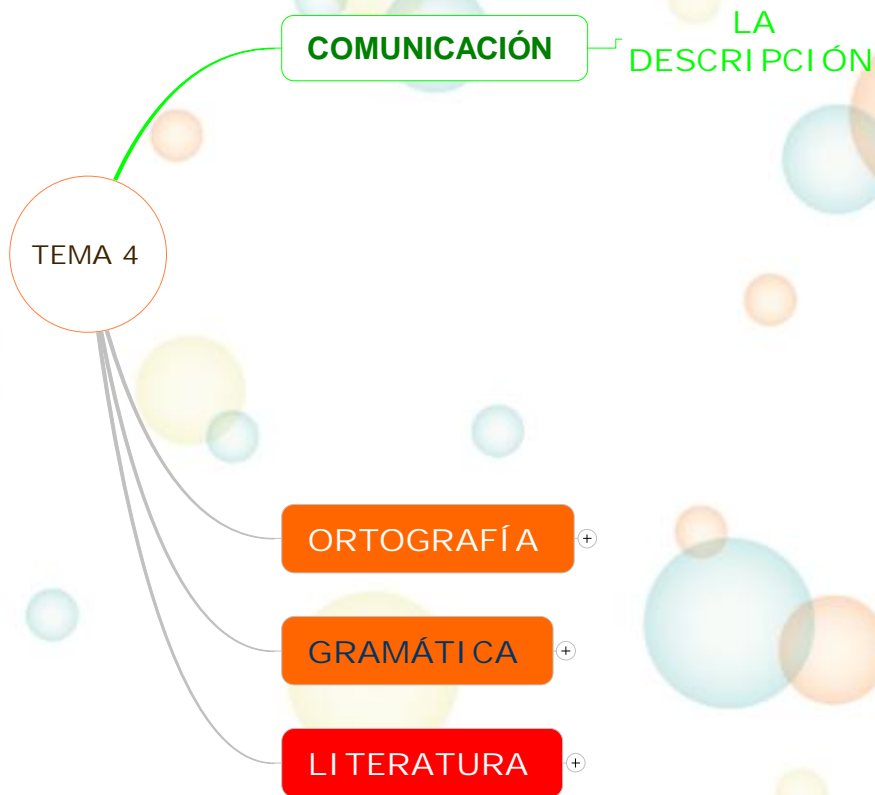 COMUNICACIÓN
LA
DESCRIPCIÓN
TEMA 4
ORTOGRAFÍA
GRAMÁTICA
LITERATURA